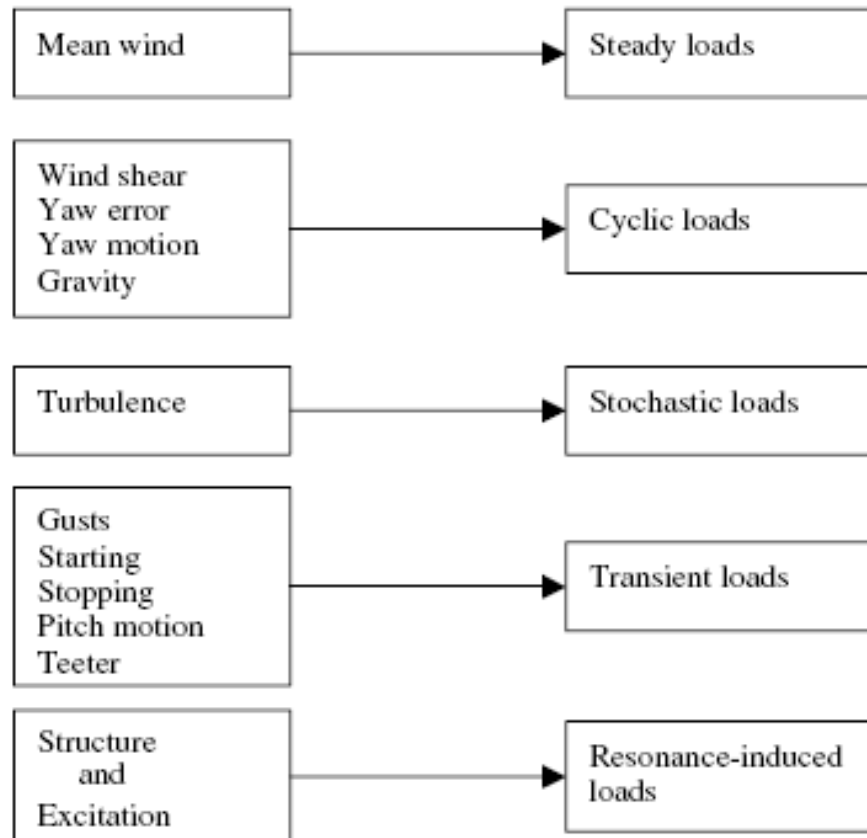 Mean wind
Steady loads
Wind shear
Yaw error
Yaw motion
Gravity
Cyclic loads
Turbulence
Stochastic loads
Gusts
Starting
Stopping
Pitch motion
Teeter
Transient loads
Structure
and
Excitation
Resonance-induced
loads